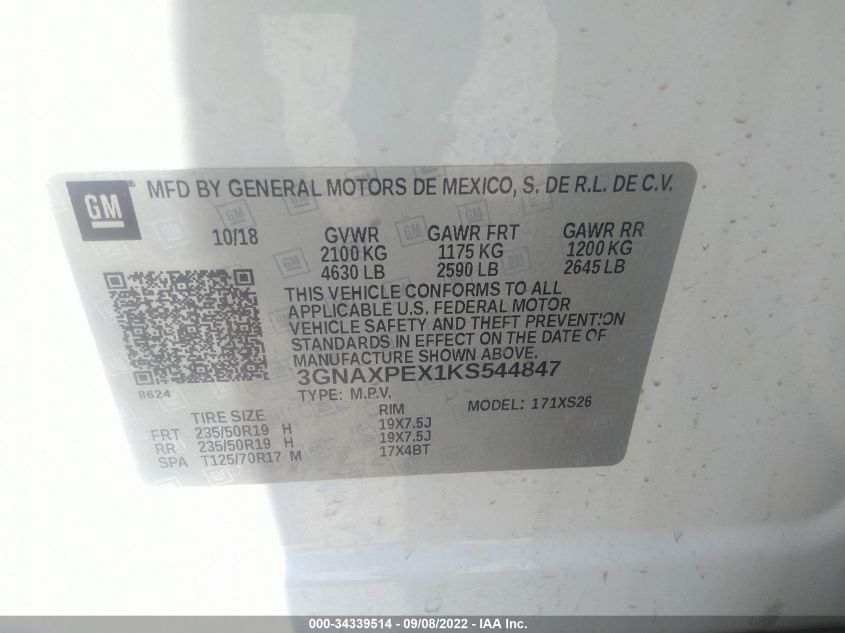 GM ® MFD BY GENERAL MOTORS DE MEXICO, S. DE R.L. DE C.V.
10/18 GVWR GAWR FRT GAWR RR
2100 KG 1175 KG 1200 KG
4630 LB 2590 LB 2645 LB
THIS VEHICLE CONFORMS TO ALL
APPLICABLE U.S. FEDERAL MOTOR
VEHICLE SAFETY AND THEFT PREVENTION
STANDARDS IN EFFECT ON THE DATE OF
MANUFACTURE SHOWN ABOVE.
8624
3GNAXPEX1KS544847
TYPE: M.P.V. MODEL: 171XS26
TIRE SIZE RIM
FRT 235/50R19 H 19X7.5J
RR 235/50R19 H 19X7.5J
SPA T125/70R17 M 17X4BT
000-34339514 - 09/08/2022 - IAA Inc.